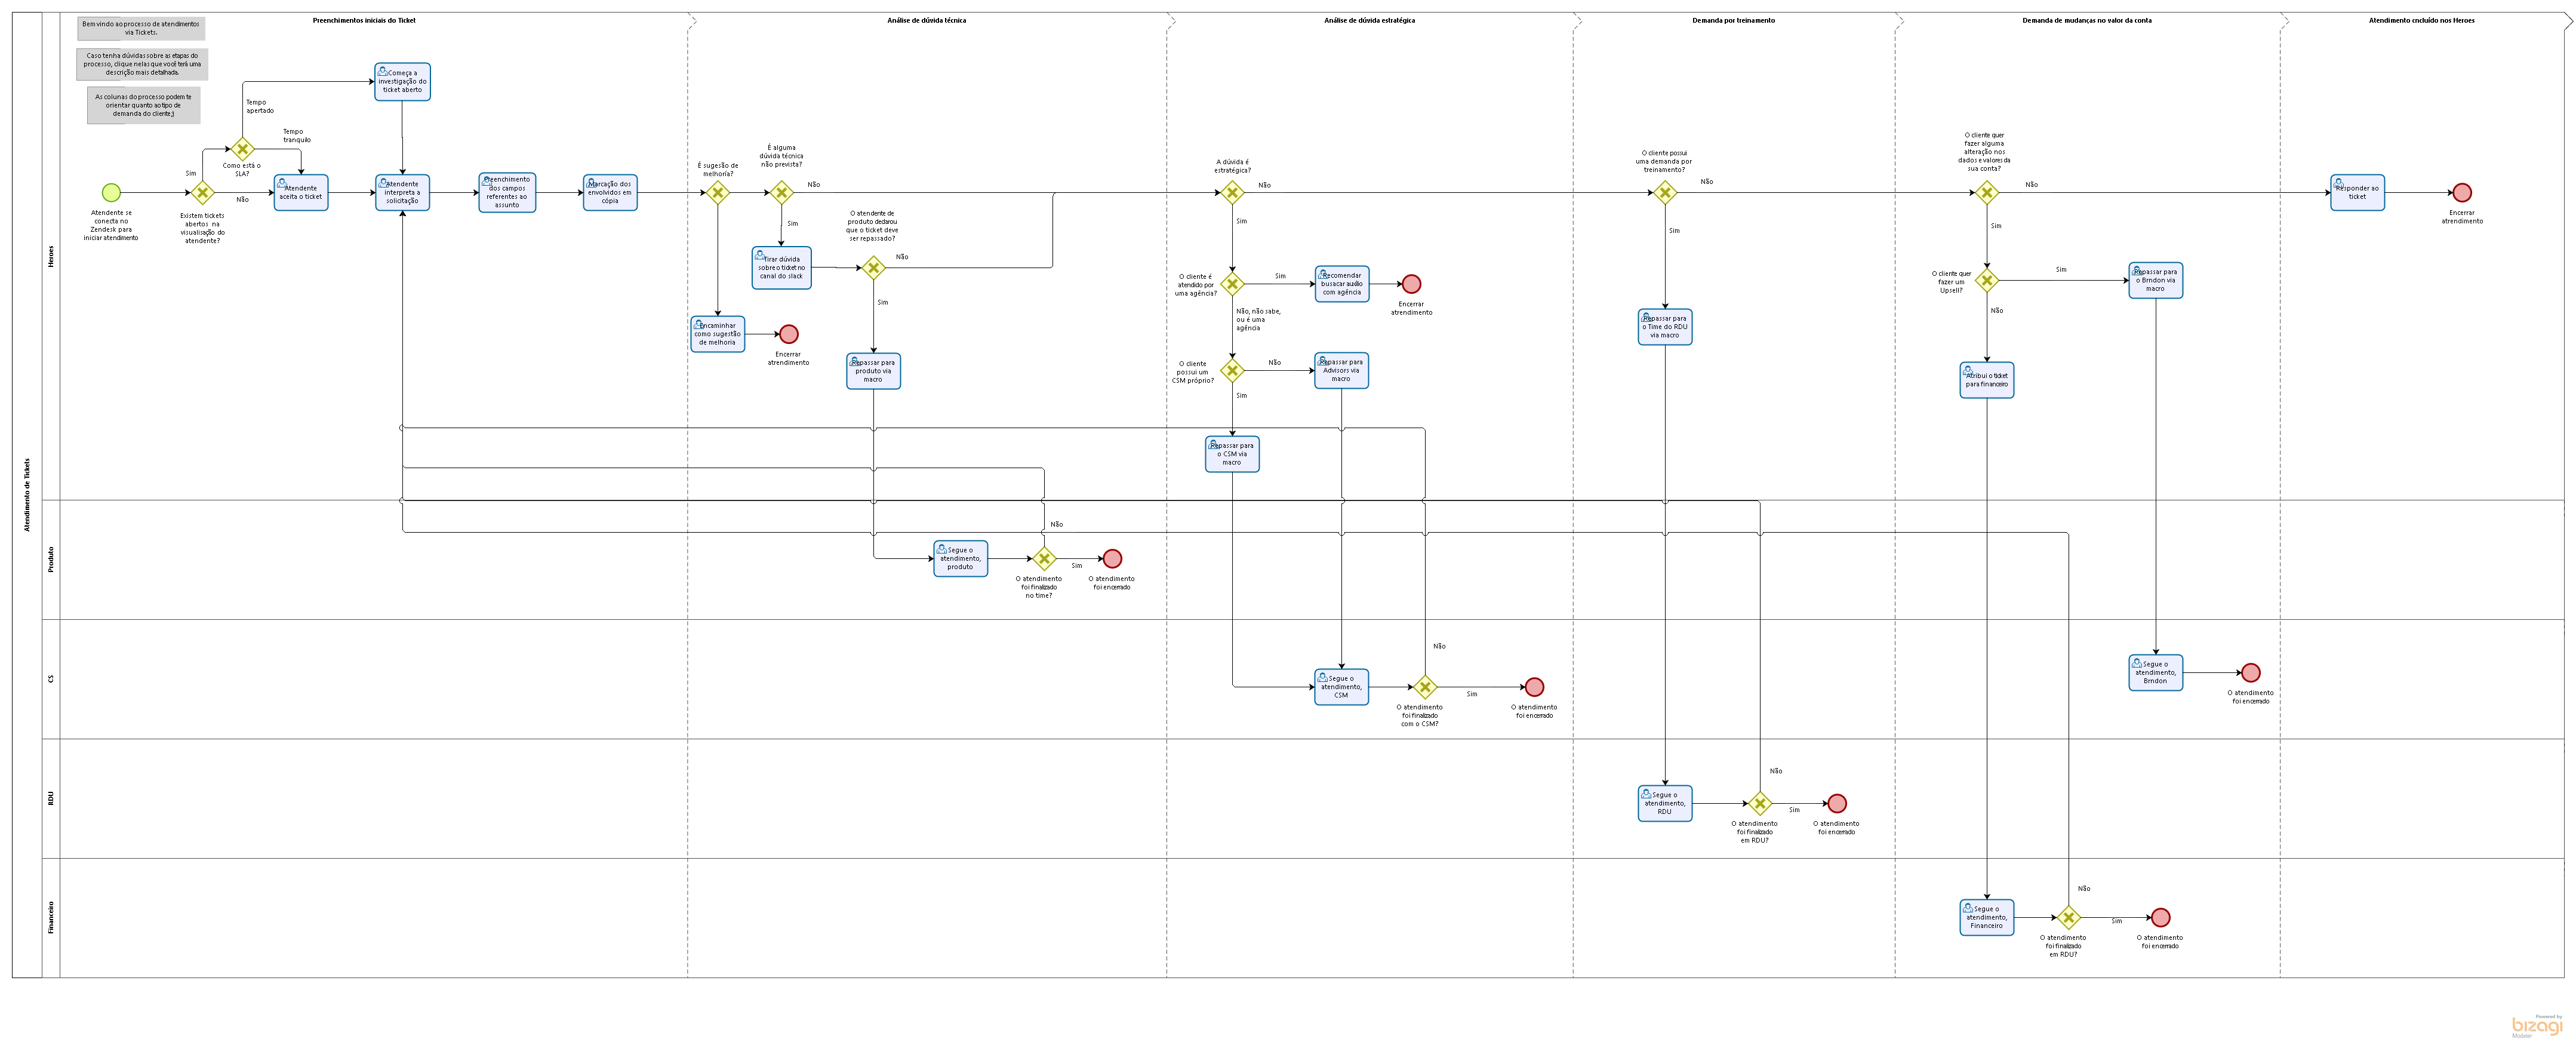 Preenchimentos iniciais do Ticket
Análise de dúvida técnica
Análise de dúvida estratégica
Demanda por treinamento
Demanda de mudanças no valor da conta
Atendimento cncluído nos Heroes
Bem vindo ao processo de atendimentos
via Tickets.
Caso tenha dúvidas sobre as etapas do
processo, clique nelas que você terá uma
descrição mais detalhada.
As colunas do processo podem te
orientar quanto ao tipo de
demanda do cliente;)
Atendimento de Tickets
Heroes
Atendente se
conecta no
Zendesk para
iniciar atendimento
Existem tickets
abertos na
visualisação do
atendente?
Sim
Não
Como está o
SLA?
Tempo
apertado
Tempo
tranquilo
Começa a
investigação do
ticket aberto
Atendente
aceita o ticket
Atendente
interpreta a
solicitação
Preenchimento
dos campos
referentes ao
assunto
Marcação dos
envolvidos em
cópia
É sugesão de
melhoria?
Encaminhar
como sugestão
de melhoria
Encerrar
atrendimento
É alguma
dúvida técnica
não prevista?
Não
Sim
Tirar dúvida
sobre o ticket no
canal do slack
O atendente de
produto declarou
que o ticket deve
ser repassado?
Não
Sim
Repassar para
produto via
macro
A dúvida é
estratégica?
Não
Sim
O cliente é
atendido por
uma agência?
Sim
Recomendar
busacar auxílio
com agência
Encerrar
atrendimento
Não, não sabe,
ou é uma
agência
O cliente
possui um
CSM próprio?
Não
Repassar para
Advisors via
macro
Sim
Repassar para
o CSM via
macro
O cliente possui
uma demanda por
treinamento?
Não
Sim
Repassar para
o Time do RDU
via macro
O cliente quer
fazer alguma
alteração nos
dados e valores da
sua conta?
Não
Sim
O cliente quer
fazer um
Upsell?
Sim
Repassar para
o Brndon via
macro
Não
Atribui o ticket
para financeiro
Responder ao
ticket
Encerrar
atrendimento
Produto
Segue o
atendimento,
produto
Não
O atendimento
foi finalizado
no time?
Sim
O atendimento
foi encerrado
CS
Segue o
atendimento,
CSM
Não
O atendimento
foi finalizado
com o CSM?
Sim
O atendimento
foi encerrado
Segue o
atendimento,
Brndon
O atendimento
foi encerrado
RDU
Segue o
atendimento,
RDU
Não
O atendimento
foi finalizado
em RDU?
Sim
O atendimento
foi encerrado
Financeiro
Segue o
atendimento,
Financeiro
Não
O atendimento
foi finalizado
em RDU?
Sim
O atendimento
foi encerrado
Powered by
bizagi
Modeler